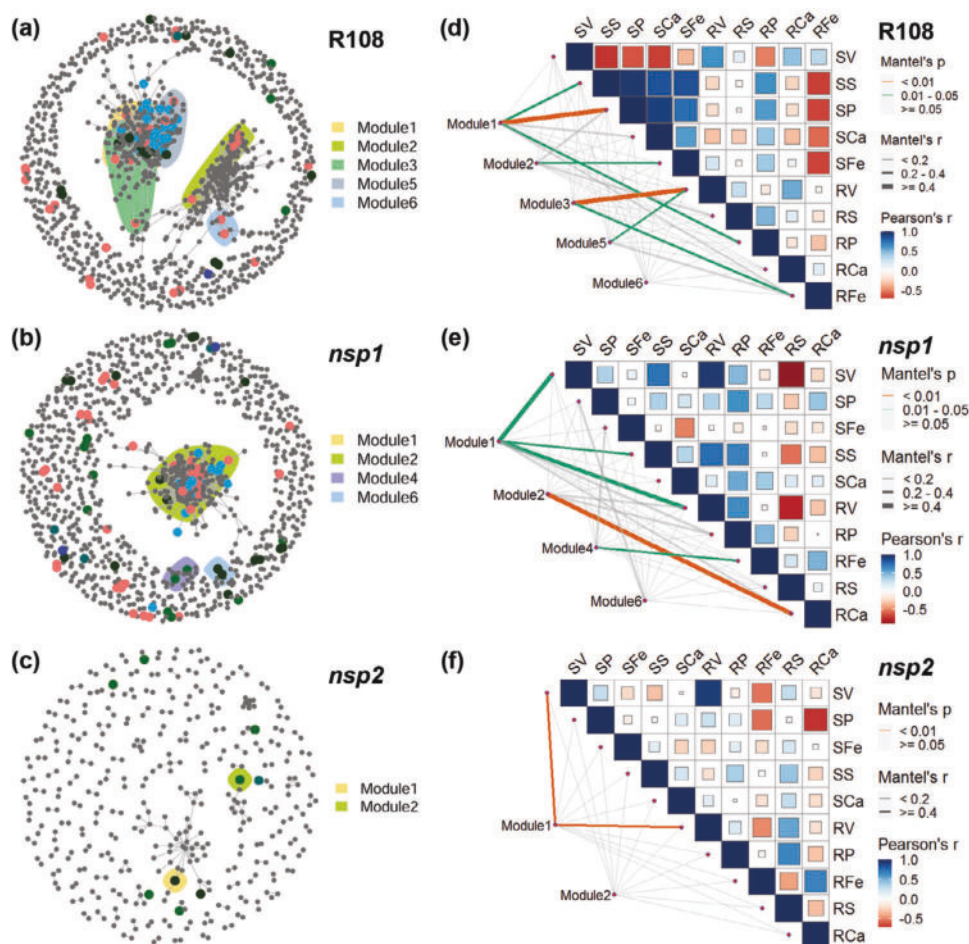 (a)
R108
Module1
Module2
Module3
Module5
Module6
(d)
SV SS SP SCa SFe RV RS RP RCa RFe
R108
SV
SS
SP
SCa
SFe
RV
RS
RP
RCa
RFe
Module1
Module2
Module3
Module5
Module6
Mantel's p
< 0.01
0.01 - 0.05
>= 0.05
Mantel's r
< 0.2
0.2 - 0.4
>= 0.4
Pearson's r
1.0
0.5
0.0
-0.5
(b)
nsp1
Module1
Module2
Module4
Module6
(e)
SV SP SFe SS SCa RV RP RFe RS RCa
nsp1
SV
SP
SFe
SS
SCa
RV
RP
RFe
RS
RCa
Module1
Module2
Module4
Module6
Mantel's p
< 0.01
0.01 - 0.05
>= 0.05
Mantel's r
< 0.2
0.2 - 0.4
>= 0.4
Pearson's r
1.0
0.5
0.0
-0.5
(c)
nsp2
Module1
Module2
(f)
SV SP SFe SS SCa RV RP RFe RS RCa
nsp2
SV
SP
SFe
SS
SCa
RV
RP
RFe
RS
RCa
Module1
Module2
Mantel's p
< 0.01
>= 0.05
Mantel's r
< 0.2
>= 0.4
Pearson's r
1.0
0.5
0.0
-0.5